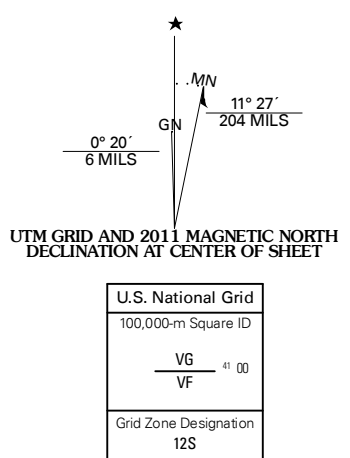 ★
MN
GN
11° 27´
204 MILS
0° 20´
6 MILS
UTM GRID AND 2011 MAGNETIC NORTH
DECLINATION AT CENTER OF SHEET
U.S. National Grid
100,000-m Square ID
VG
41 00
VF
Grid Zone Designation
12S